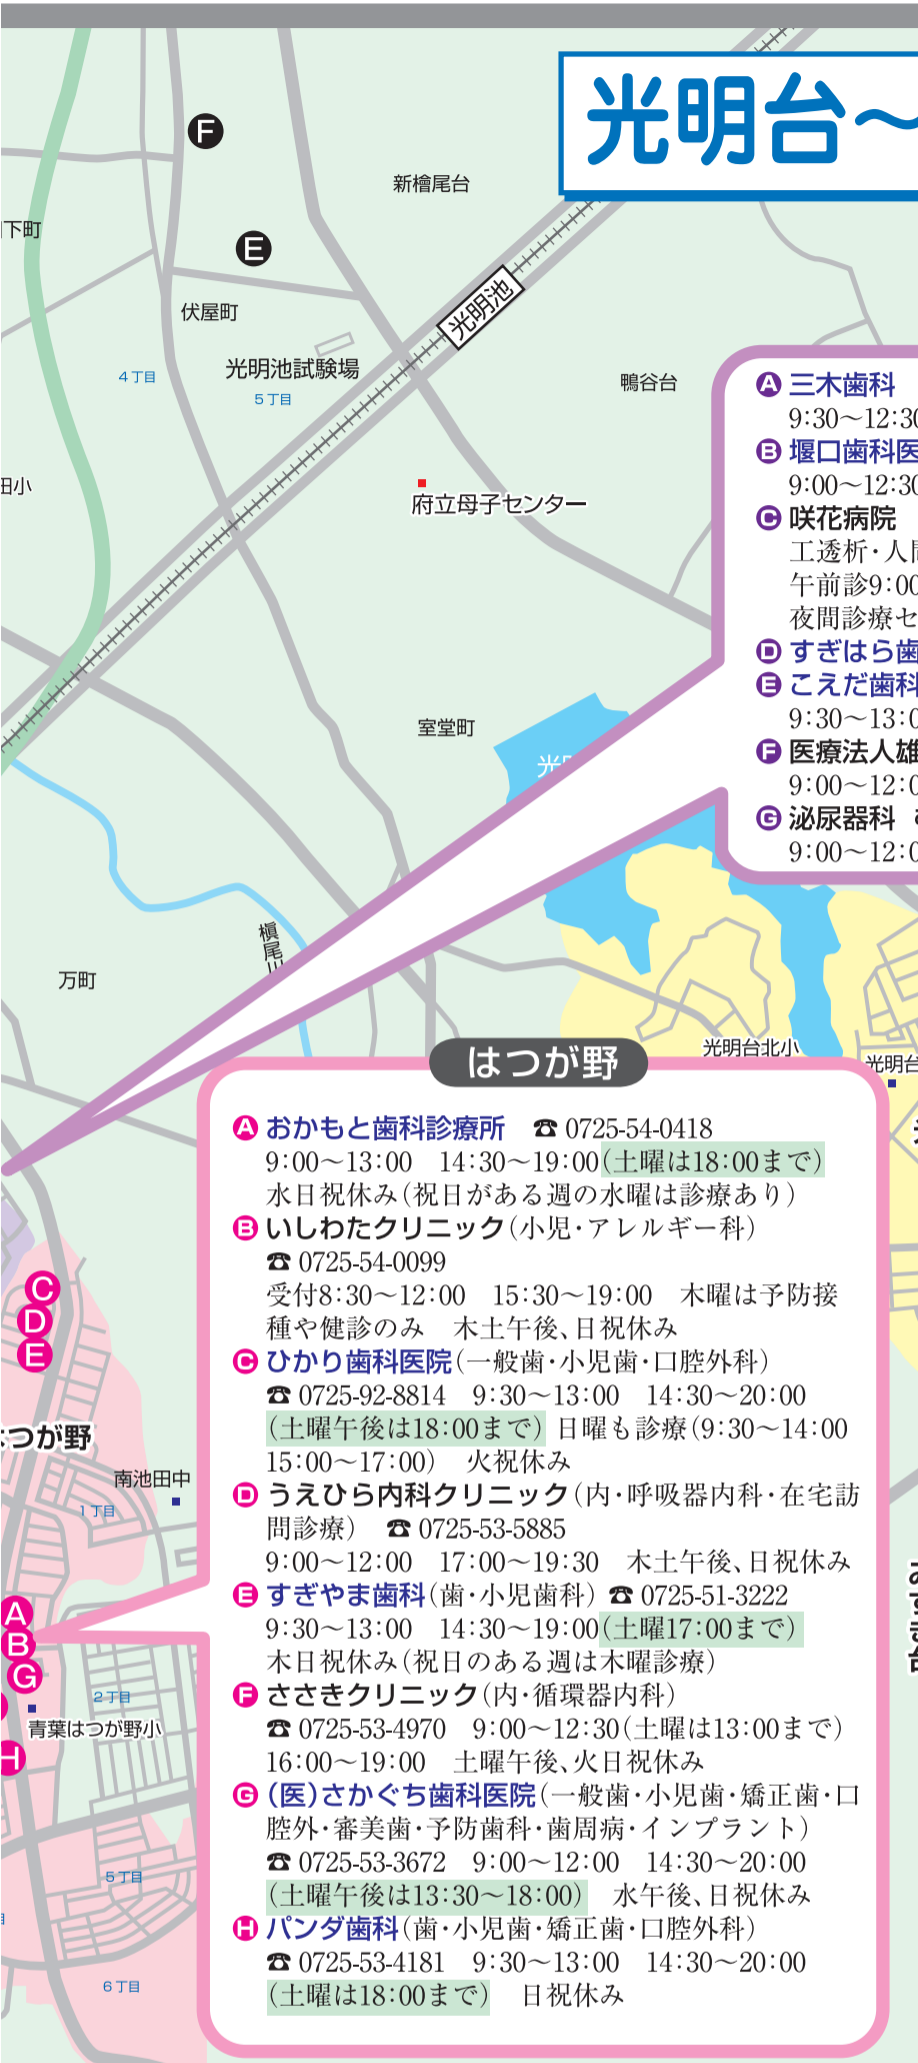 光明台～
F
新檜尾台
下町
E
伏屋町
光明池
光明池試験場
4丁目
5丁目
鴨谷台
田小
府立母子センター
A 三木歯科
9:30～12:30
B 堰口歯科医
9:00～12:30
C 咲花病院
工透析・人間
午前診9:00
夜間診療セ
D すぎはら歯
E こえだ歯科
9:30～13:0
F 医療法人雄
9:00～12:0
G 泌尿器科
9:00～12:0
室堂町
光明
槇尾川
万町
光明台北小
光明台
はつが野
A おかもと歯科診療所 ☎ 0725-54-0418
9:00～13:00 14:30～19:00(土曜は18:00まで)
水日祝休み(祝日がある週の水曜は診療あり)
B いしわたクリニック(小児・アレルギー科)
☎ 0725-54-0099
受付8:30～12:00 15:30～19:00 木曜は予防接
種や健診のみ 木土午後、日祝休み
C ひかり歯科医院(一般歯・小児歯・口腔外科)
☎ 0725-92-8814 9:30～13:00 14:30～20:00
(土曜午後は18:00まで) 日曜も診療(9:30～14:00
15:00～17:00) 火祝休み
D うえひら内科クリニック(内・呼吸器内科・在宅訪
問診療) ☎ 0725-53-5885
9:00～12:00 17:00～19:30 木土午後、日祝休み
E すぎやま歯科(歯・小児歯科) ☎ 0725-51-3222
9:30～13:00 14:30～19:00(土曜17:00まで)
木日祝休み(祝日のある週は木曜診療)
F ささきクリニック(内・循環器内科)
☎ 0725-53-4970 9:00～12:30(土曜は13:00まで)
16:00～19:00 土曜午後、火日祝休み
G (医)さかぐち歯科医院(一般歯・小児歯・矯正歯・口
腔外・審美歯・予防歯科・歯周病・インプラント)
☎ 0725-53-3672 9:00～12:00 14:30～20:00
(土曜午後は13:30～18:00) 水午後、日祝休み
H パンダ歯科(歯・小児歯・矯正歯・口腔外科)
☎ 0725-53-4181 9:30～13:00 14:30～20:00
(土曜は18:00まで) 日祝休み
C
D
E
はつが野
南池田中
1丁目
A
B
G
2丁目
青葉はつが野小
H
5丁目
6丁目